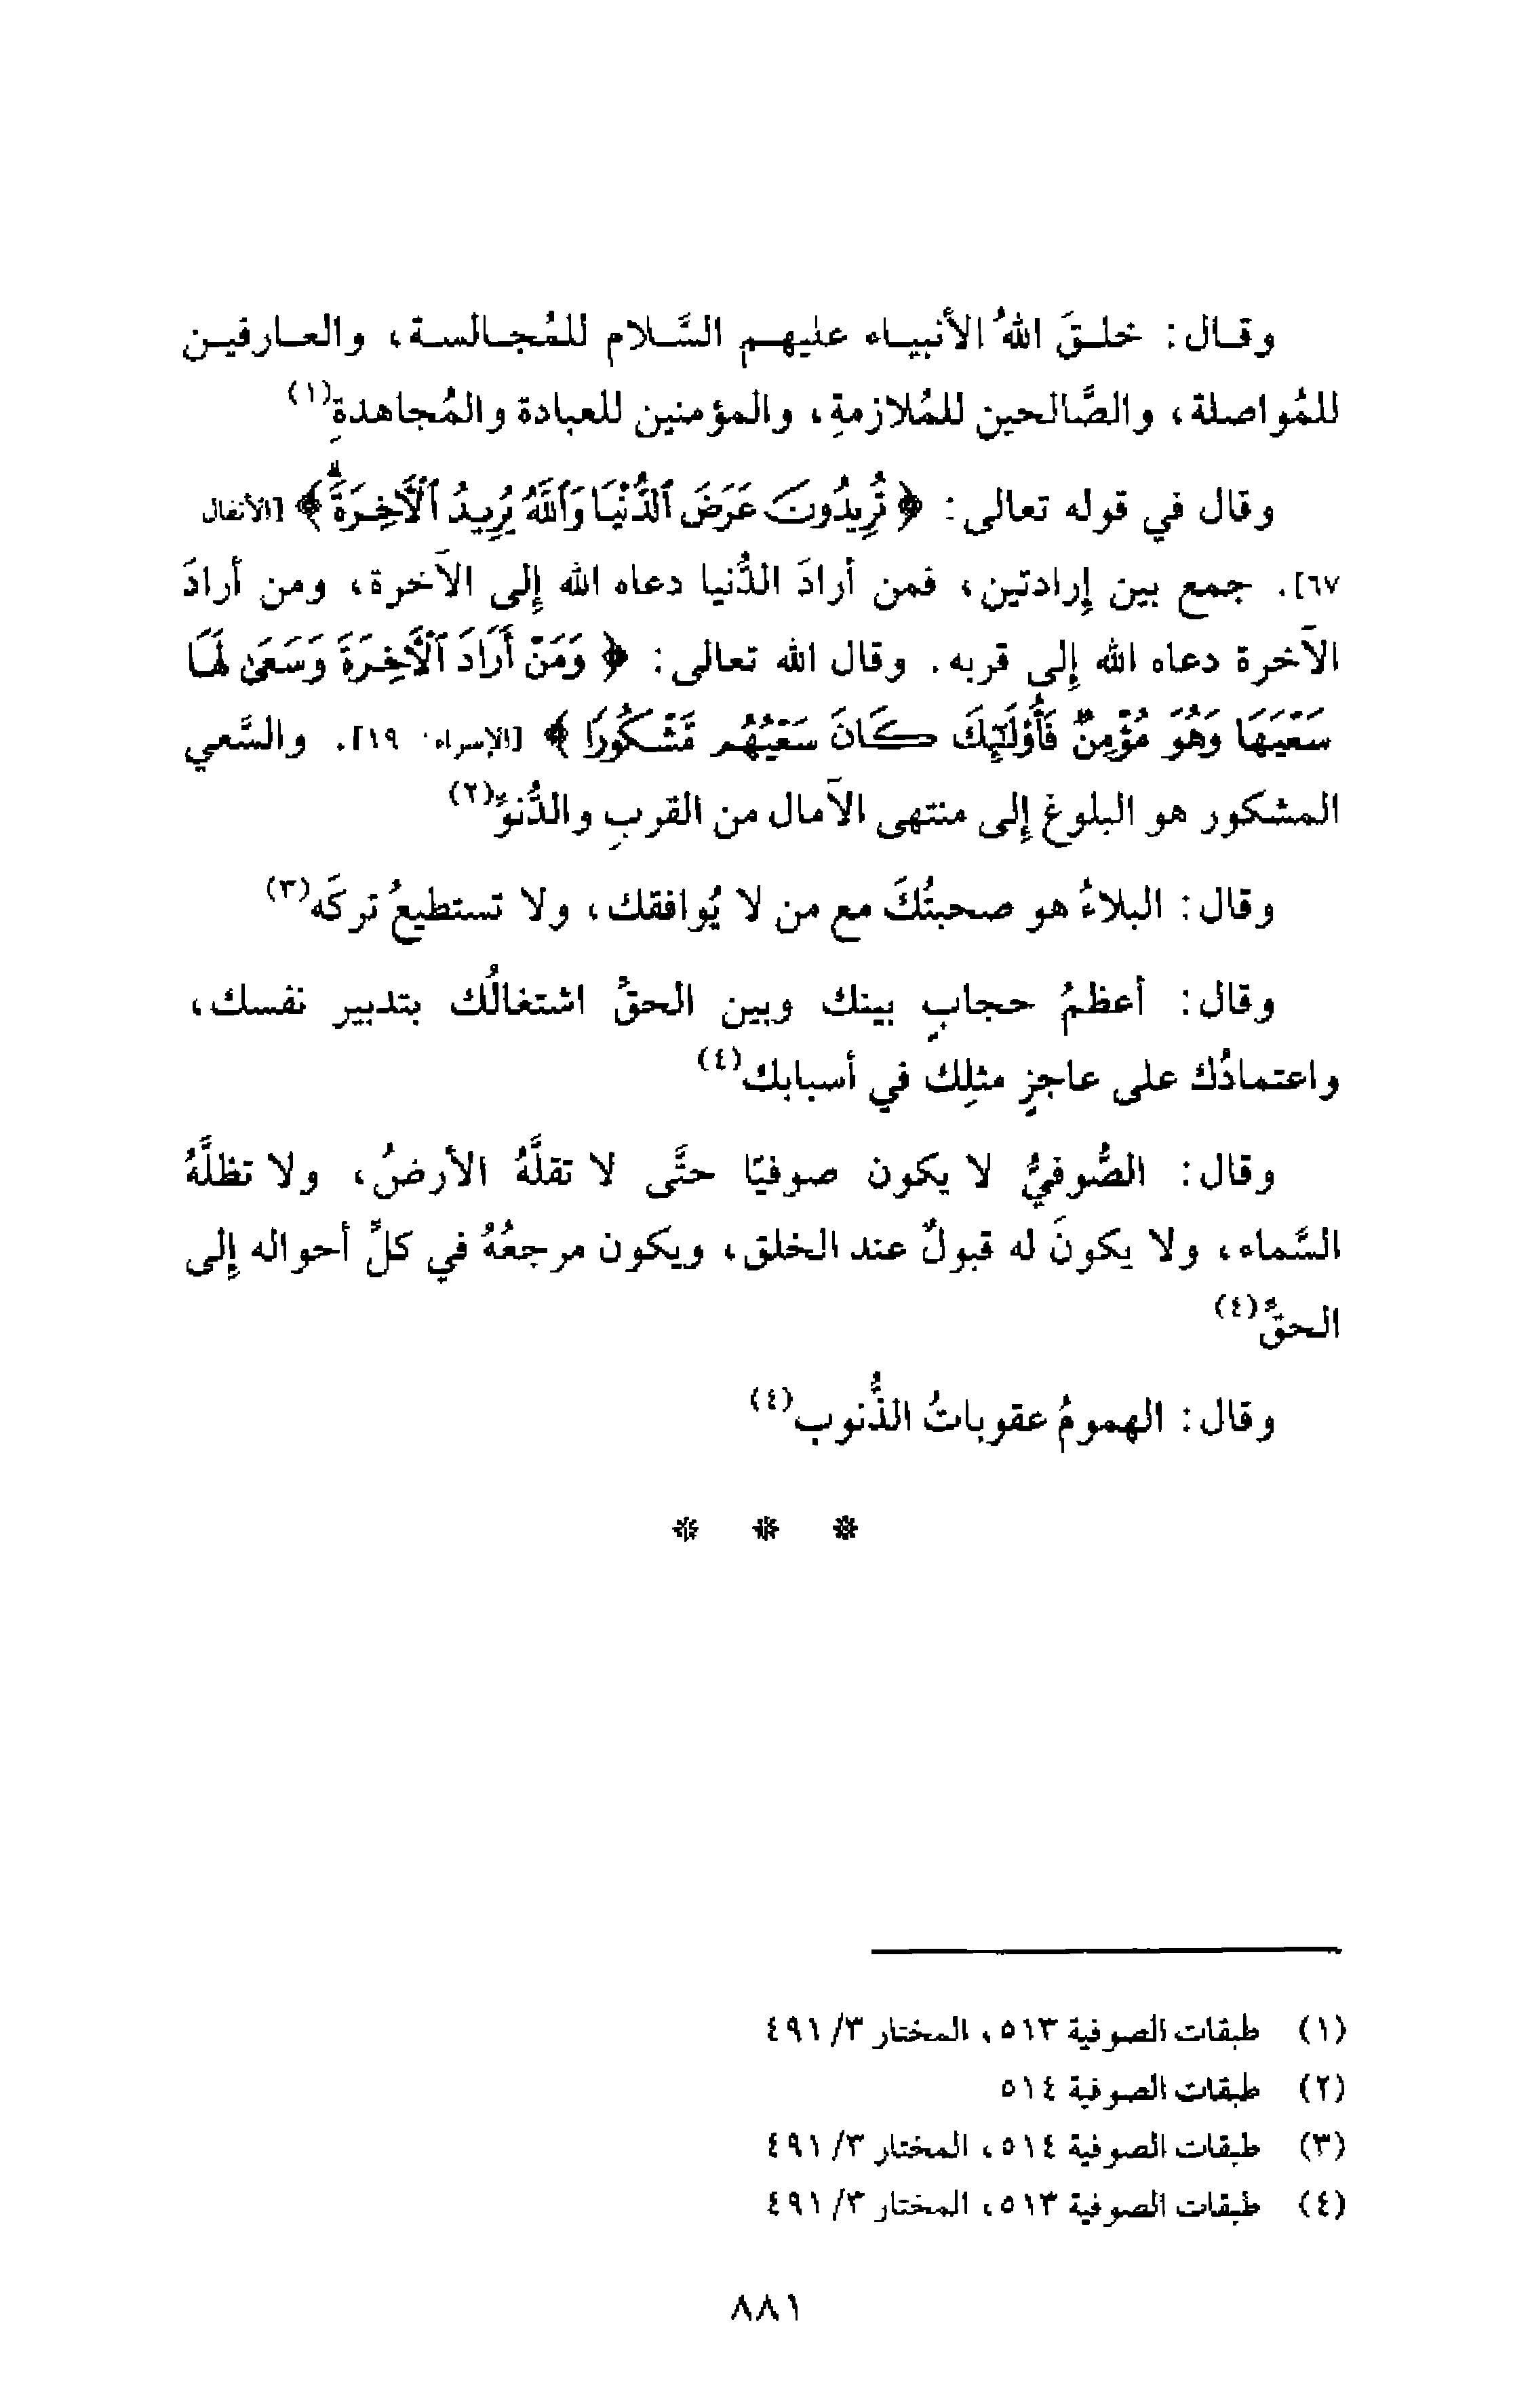 وقال: خلقَ اللهُ الأنبياء عليهم السَّلام للمُجالسة، والعارفين
للمُواصلة، والصَّالحين للمُلازمةِ، والمؤمنين للعبادة والمُجاهدةِ(١)
وقال في قوله تعالى: ﴿ تُرِيدُونَ عَرَضَ ٱلدُّنْيَا وَٱللَّهُ يُرِيدُ ٱلْآخِرَةَ ﴾ [الأنفال
٦٧]. جمع بين إرادتين، فمن أرادَ الدُّنيا دعاه الله إلى الآخرة، ومن أرادَ
الآخرة دعاه الله إلى قربه. وقال الله تعالى: ﴿ وَمَنْ أَرَادَ ٱلْآخِرَةَ وَسَعَىٰ لَهَا
سَعْيَهَا وَهُوَ مُؤْمِنٌ فَأُوْلَٰٓئِكَ كَانَ سَعْيُهُم مَّشْكُورًا ﴾ [الإسراء ١٩]. والسَّعي
المشكور هو البلوغ إلى منتهى الآمال من القربِ والدُّنوِّ(٢)
وقال: البلاءُ هو صحبتُكَ مع من لا يُوافقك، ولا تستطيعُ تركَه(٣)
وقال: أعظمُ حجابٍ بينك وبين الحقِّ اشتغالُك بتدبير نفسك،
واعتمادُك على عاجزٍ مثلِك في أسبابك(٤)
وقال: الصُّوفيُّ لا يكون صوفيًا حتَّى لا تقلَّهُ الأرضُ، ولا تظلَّهُ
السَّماء، ولا يكونَ له قبولٌ عند الخلق، ويكون مرجعُهُ في كلِّ أحواله إلى
الحقِّ(٤)
وقال: الهمومُ عقوباتُ الذُّنوب(٤)
* * *
(١) طبقات الصوفية ٥١٣، المختار ٣/ ٤٩١
(٢) طبقات الصوفية ٥١٤
(٣) طبقات الصوفية ٥١٤، المختار ٣/ ٤٩١
(٤) طبقات الصوفية ٥١٣، المختار ٣/ ٤٩١
٨٨١